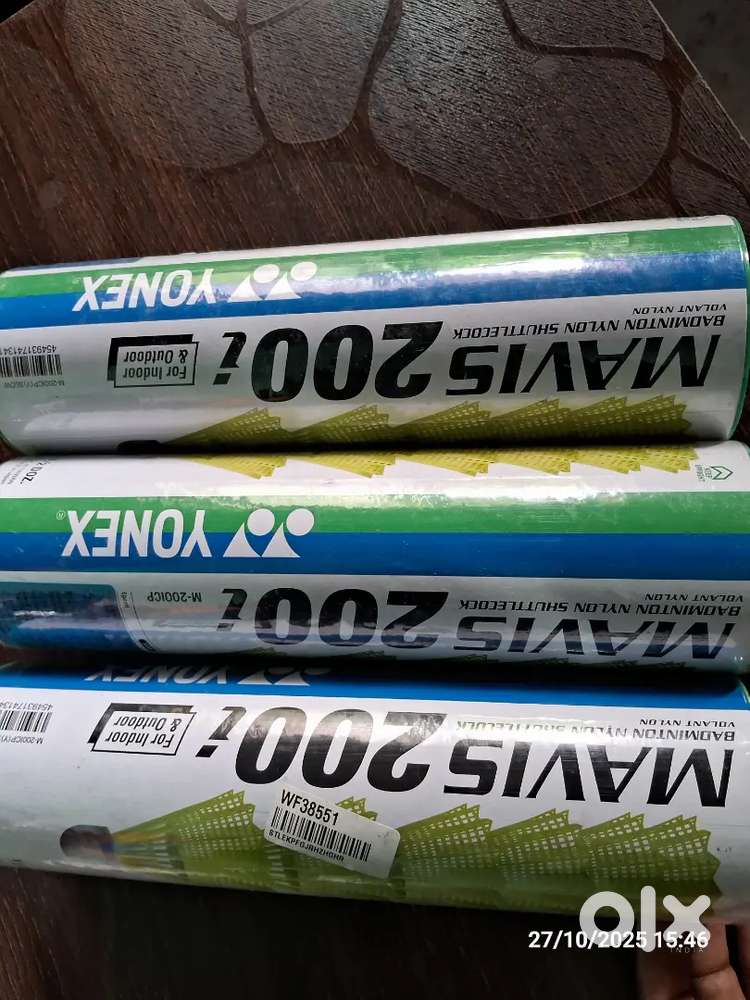 YONEX
BADMINTON NYLON SHUTTLECOCK
VOLANT NYLON
MAVIS 200i
For Indoor
& Outdoor
YONEX®
BADMINTON NYLON SHUTTLECOCK
VOLANT NYLON
MAVIS 200i
M-200ICP
YONEX
BADMINTON NYLON SHUTTLECOCK
VOLANT NYLON
MAVIS 200i
For Indoor
& Outdoor
WF38551
STLEKPFGJRHZHGHR
olx
INDIA
27/10/2025 15:46